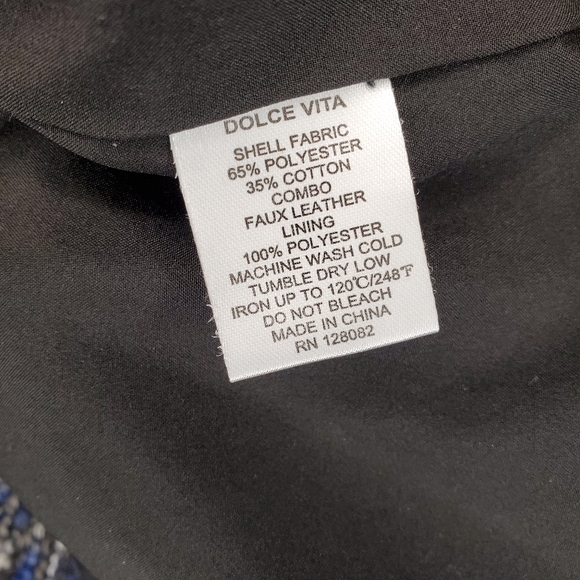 DOLCE VITA
SHELL FABRIC
65% POLYESTER
35% COTTON
COMBO
FAUX LEATHER
LINING
100% POLYESTER
MACHINE WASH COLD
TUMBLE DRY LOW
IRON UP TO 120℃/248℉
DO NOT BLEACH
MADE IN CHINA
RN 128082